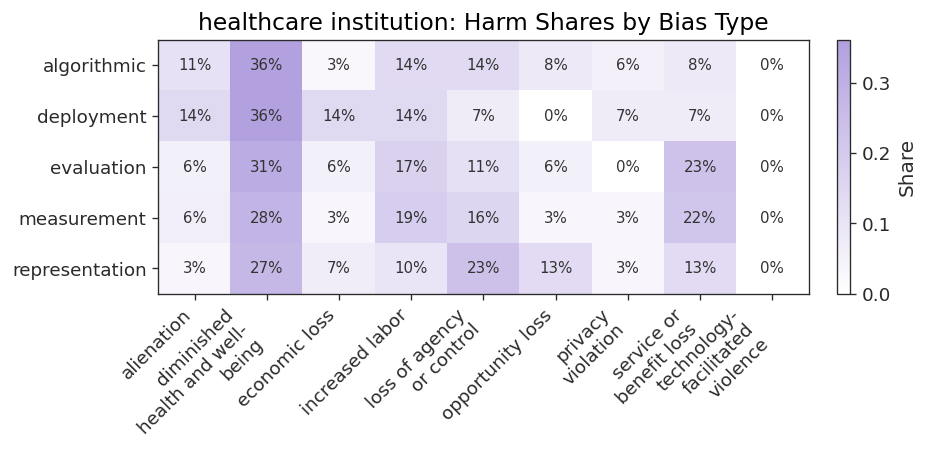 healthcare institution: Harm Shares by Bias Type
algorithmic 11% 36% 3% 14% 14% 8% 6% 8% 0%
deployment 14% 36% 14% 14% 7% 0% 7% 7% 0%
evaluation 6% 31% 6% 17% 11% 6% 0% 23% 0%
measurement 6% 28% 3% 19% 16% 3% 3% 22% 0%
representation 3% 27% 7% 10% 23% 13% 3% 13% 0%
alienation
diminished
health and well-
being
economic loss
increased labor
loss of agency
or control
opportunity loss
privacy
violation
service or
benefit loss
technology-
facilitated
violence
0.3
0.2
0.1
0.0
Share